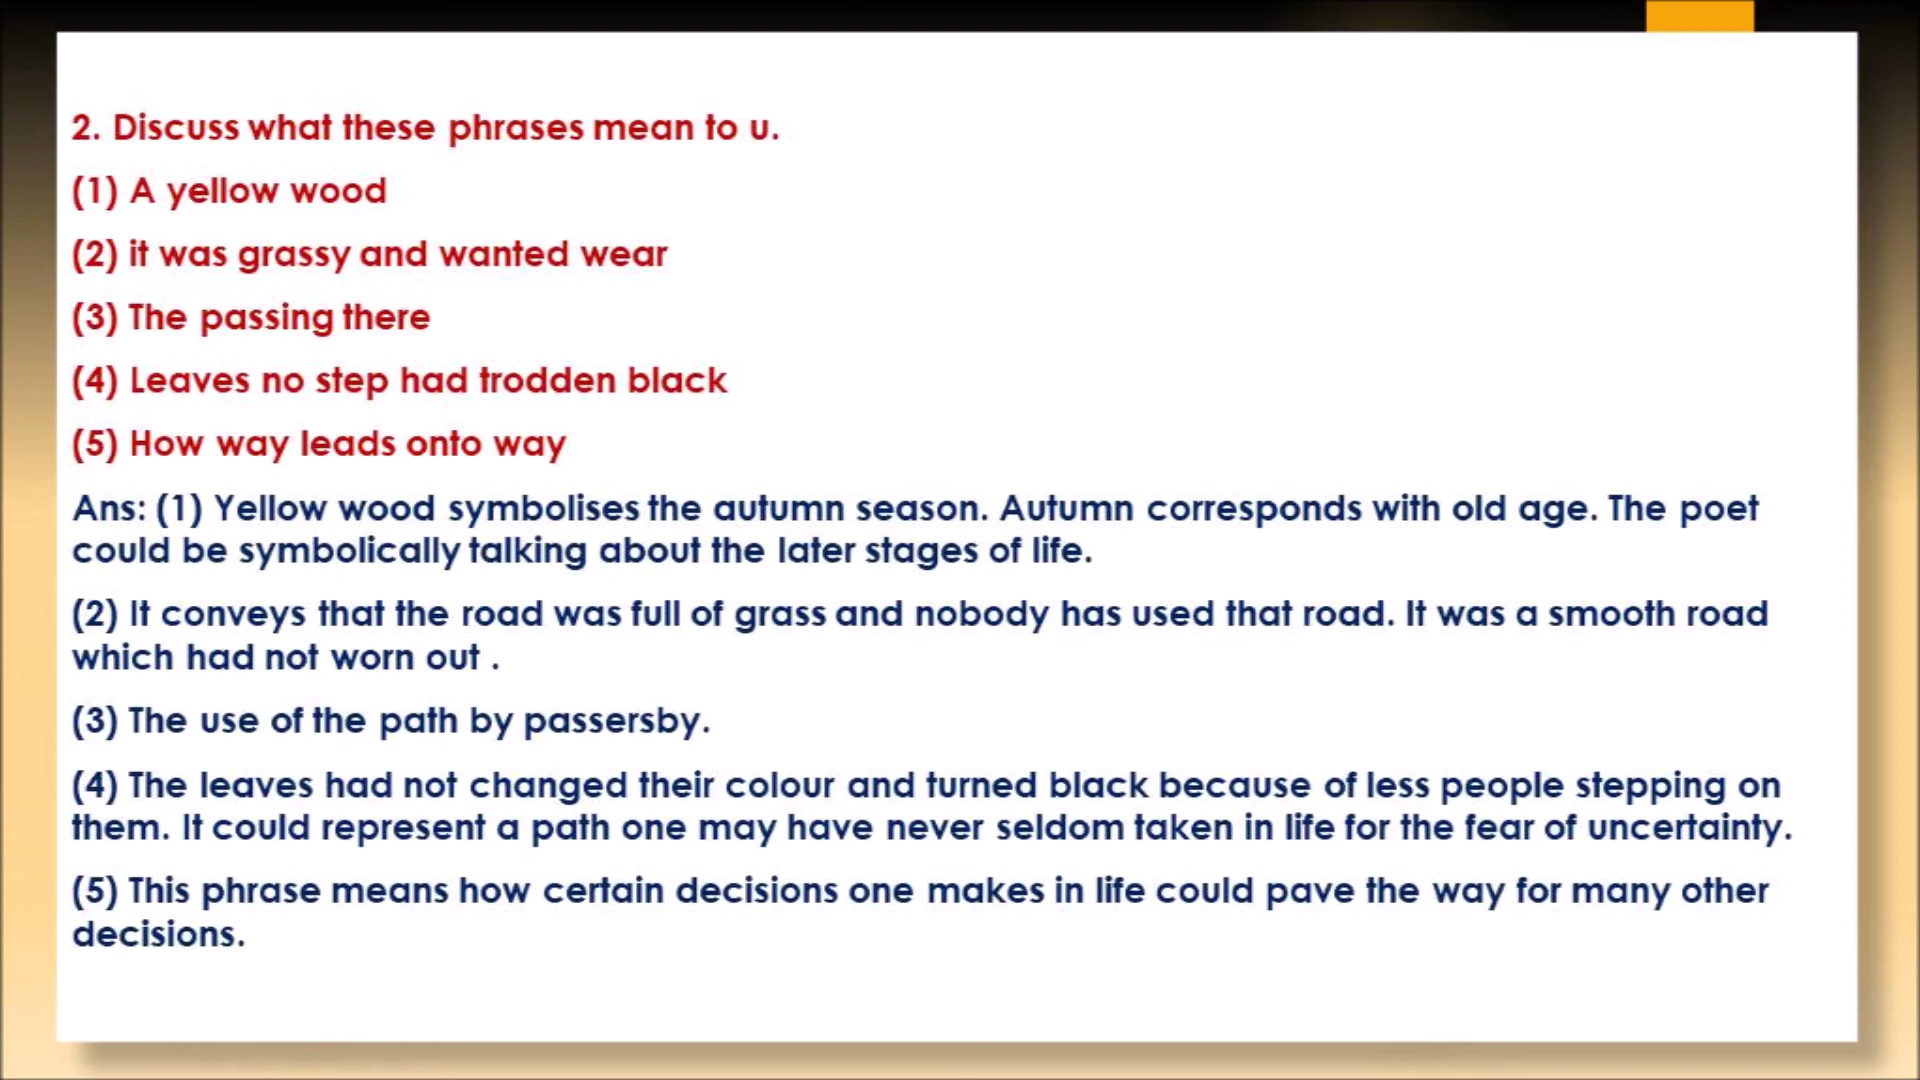 2. Discuss what these phrases mean to u.
(1) A yellow wood
(2) it was grassy and wanted wear
(3) The passing there
(4) Leaves no step had trodden black
(5) How way leads onto way
Ans: (1) Yellow wood symbolises the autumn season. Autumn corresponds with old age. The poet
could be symbolically talking about the later stages of life.
(2) It conveys that the road was full of grass and nobody has used that road. It was a smooth road
which had not worn out .
(3) The use of the path by passersby.
(4) The leaves had not changed their colour and turned black because of less people stepping on
them. It could represent a path one may have never seldom taken in life for the fear of uncertainty.
(5) This phrase means how certain decisions one makes in life could pave the way for many other
decisions.